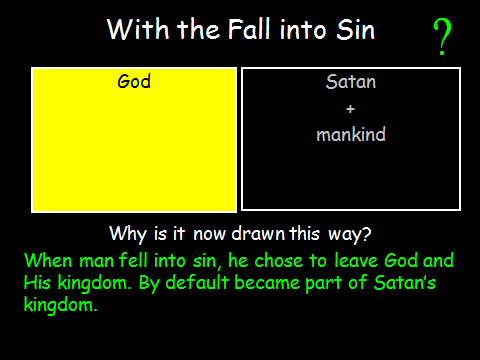 With the Fall into Sin
?
God
Satan
+
mankind
Why is it now drawn this way?
When man fell into sin, he chose to leave God and
His kingdom. By default became part of Satan's
kingdom.